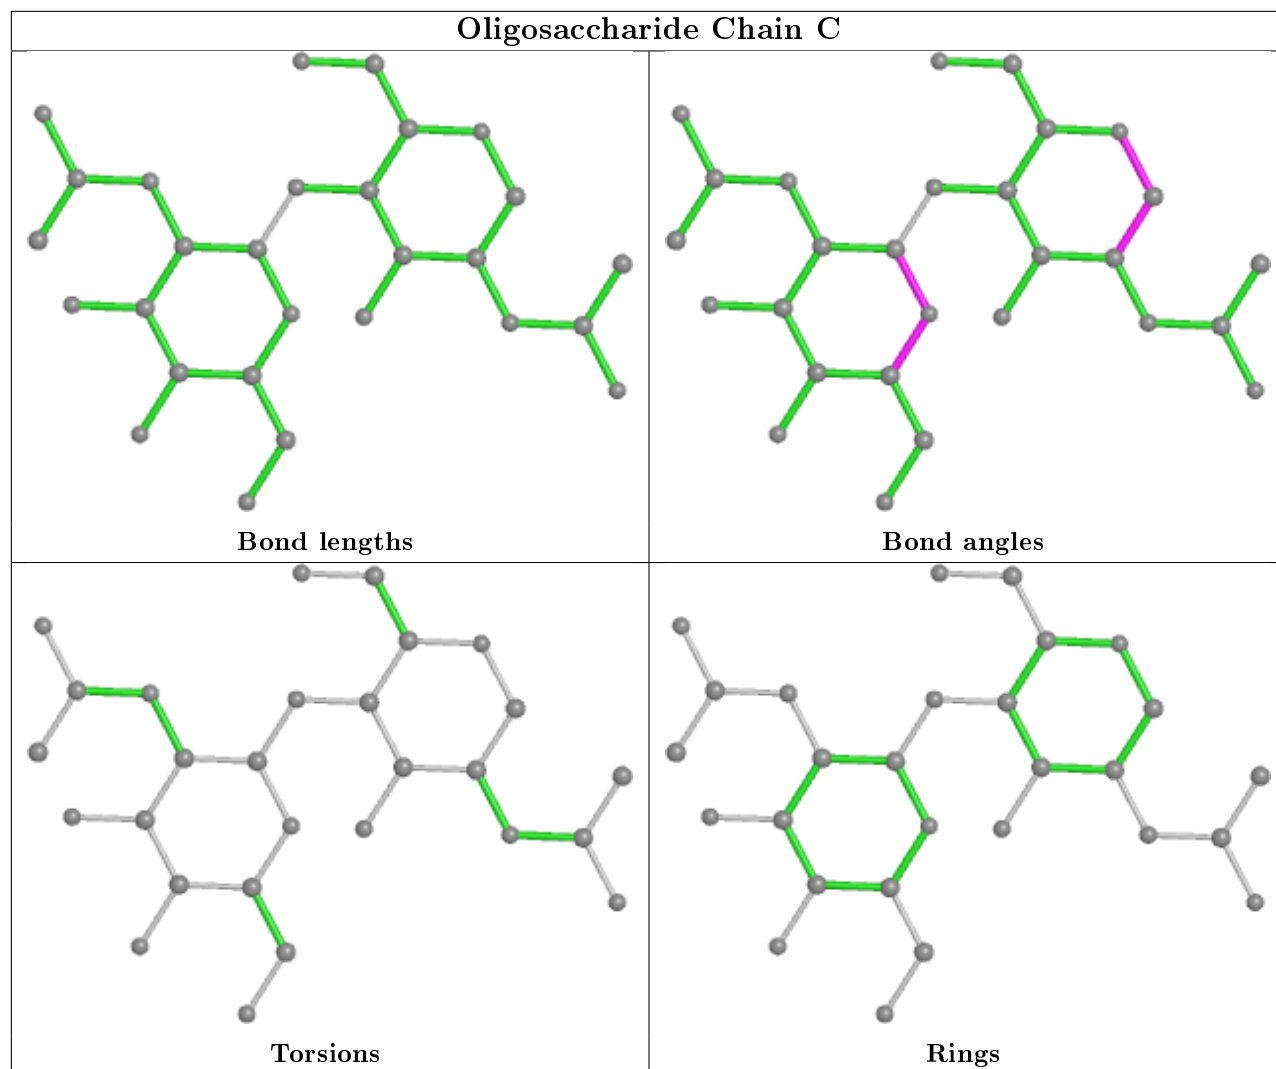 Oligosaccharide Chain C
Bond lengths
Bond angles
Torsions
Rings